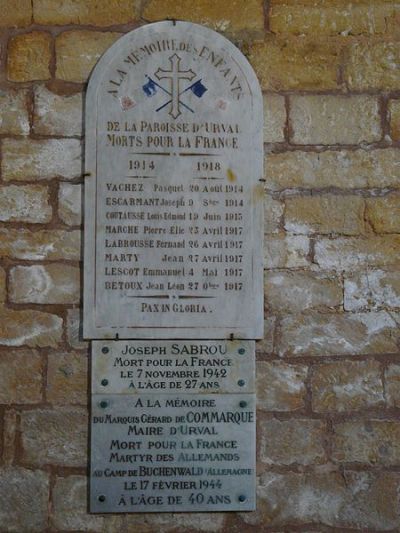 A LA MÉMOIRE DES ENFANTS
DE LA PAROISSE D'URVAL
MORTS POUR LA FRANCE
1914 1918
VACHEZ Pasquel 20 Aout 1914
ESCARMANT Joseph 9 8bre 1914
COUTAUSSE Louis Edmond 19 Juin 1915
MARCHE Pierre Elie 23 Avril 1917
LABROUSSE Fernand 26 Avril 1917
MARTY Jean 27 Avril 1917
LESCOT Emmanuel 4 Mai 1917
BETOUX Jean Léon 27 1917
PAX IN GLORIA.
JOSEPH SABROU
MORT POUR LA FRANCE
LE 7 NOVEMBRE 1942
À L'ÂGE DE 27 ANS
A LA MÉMOIRE
DU MARQUIS GÉRARD DE COMMARQUE
MAIRE D'URVAL
MORT POUR LA FRANCE
MARTYR DES ALLEMANDS
AU CAMP DE BUCHENWALD ALLEMAGNE
LE 17 FÉVRIER 1944
À L'ÂGE DE 40 ANS